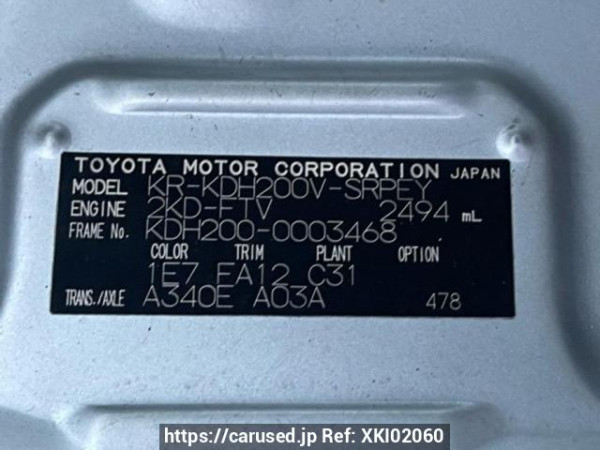 TOYOTA MOTOR CORPORATION JAPAN
MODEL KR-KDH200V-SRPEY
ENGINE 2KD-FTV 2494 mL
FRAME No. KDH200-0003468
COLOR TRIM PLANT OPTION
1E7 FA12 C31
TRANS./AXLE A340E A03A 478
https://carused.jp Ref: XKI02060